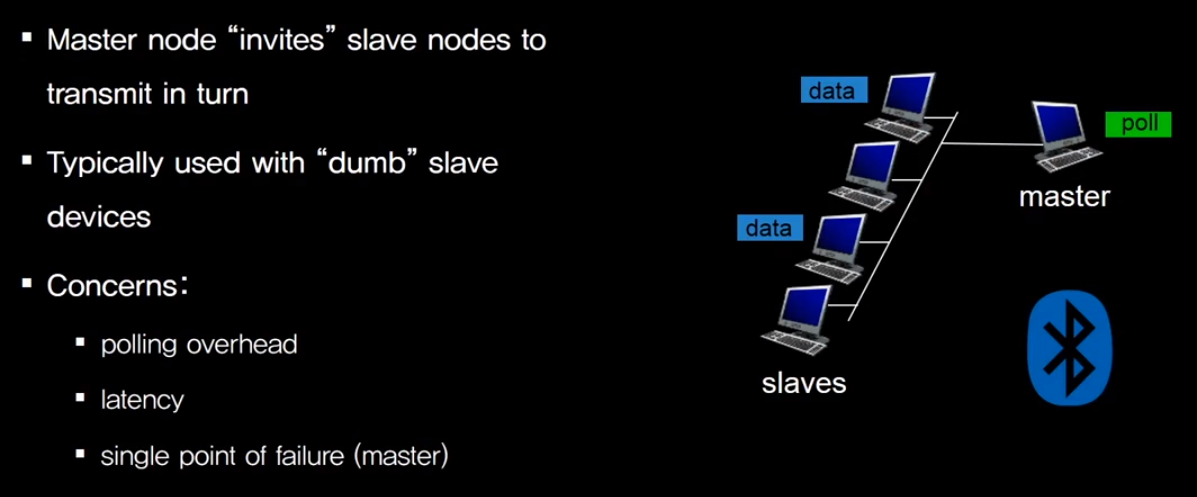 ▪ Master node “invites” slave nodes to
transmit in turn
▪ Typically used with “dumb” slave
devices
▪ Concerns:
▪ polling overhead
▪ latency
▪ single point of failure (master)
data
poll
master
data
slaves